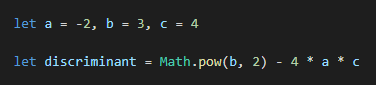 let a = -2, b = 3, c = 4
let discriminant = Math.pow(b, 2) - 4 * a * c